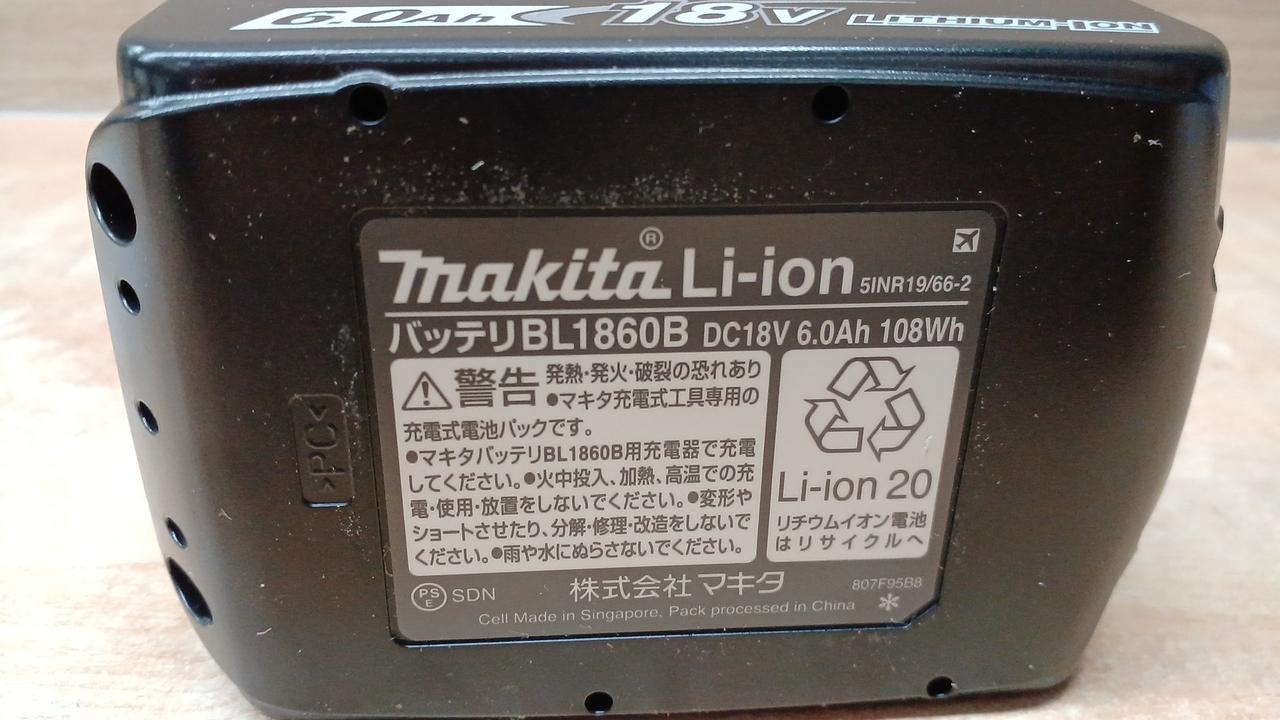 6.0Ah 18V LITHIUM-ION
makita® Li-ion 5INR19/66-2
バッテリBL1860B DC18V 6.0Ah 108Wh
警告 発熱・発火・破裂の恐れあり
●マキタ充電式工具専用の
充電式電池パックです。
●マキタバッテリBL1860B用充電器で充電
してください。●火中投入、加熱、高温での充
電・使用・放置をしないでください。●変形や
ショートさせたり、分解・修理・改造をしないで
ください。●雨や水にぬらさないでください。
Li-ion 20
リチウムイオン電池
はリサイクルへ
>PC<
PSE SDN 株式会社 マキタ 807F95B8
Cell Made in Singapore, Pack processed in China *